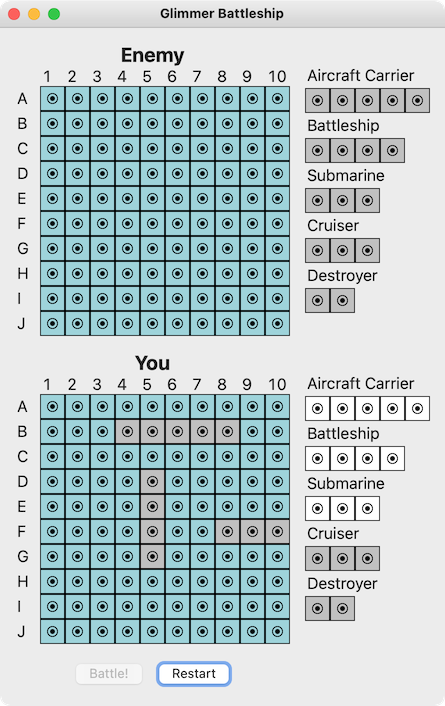 Glimmer Battleship
Enemy
1 2 3 4 5 6 7 8 9 10
A
B
C
D
E
F
G
H
I
J
Aircraft Carrier
Battleship
Submarine
Cruiser
Destroyer
You
1 2 3 4 5 6 7 8 9 10
A
B
C
D
E
F
G
H
I
J
Aircraft Carrier
Battleship
Submarine
Cruiser
Destroyer
Battle! Restart